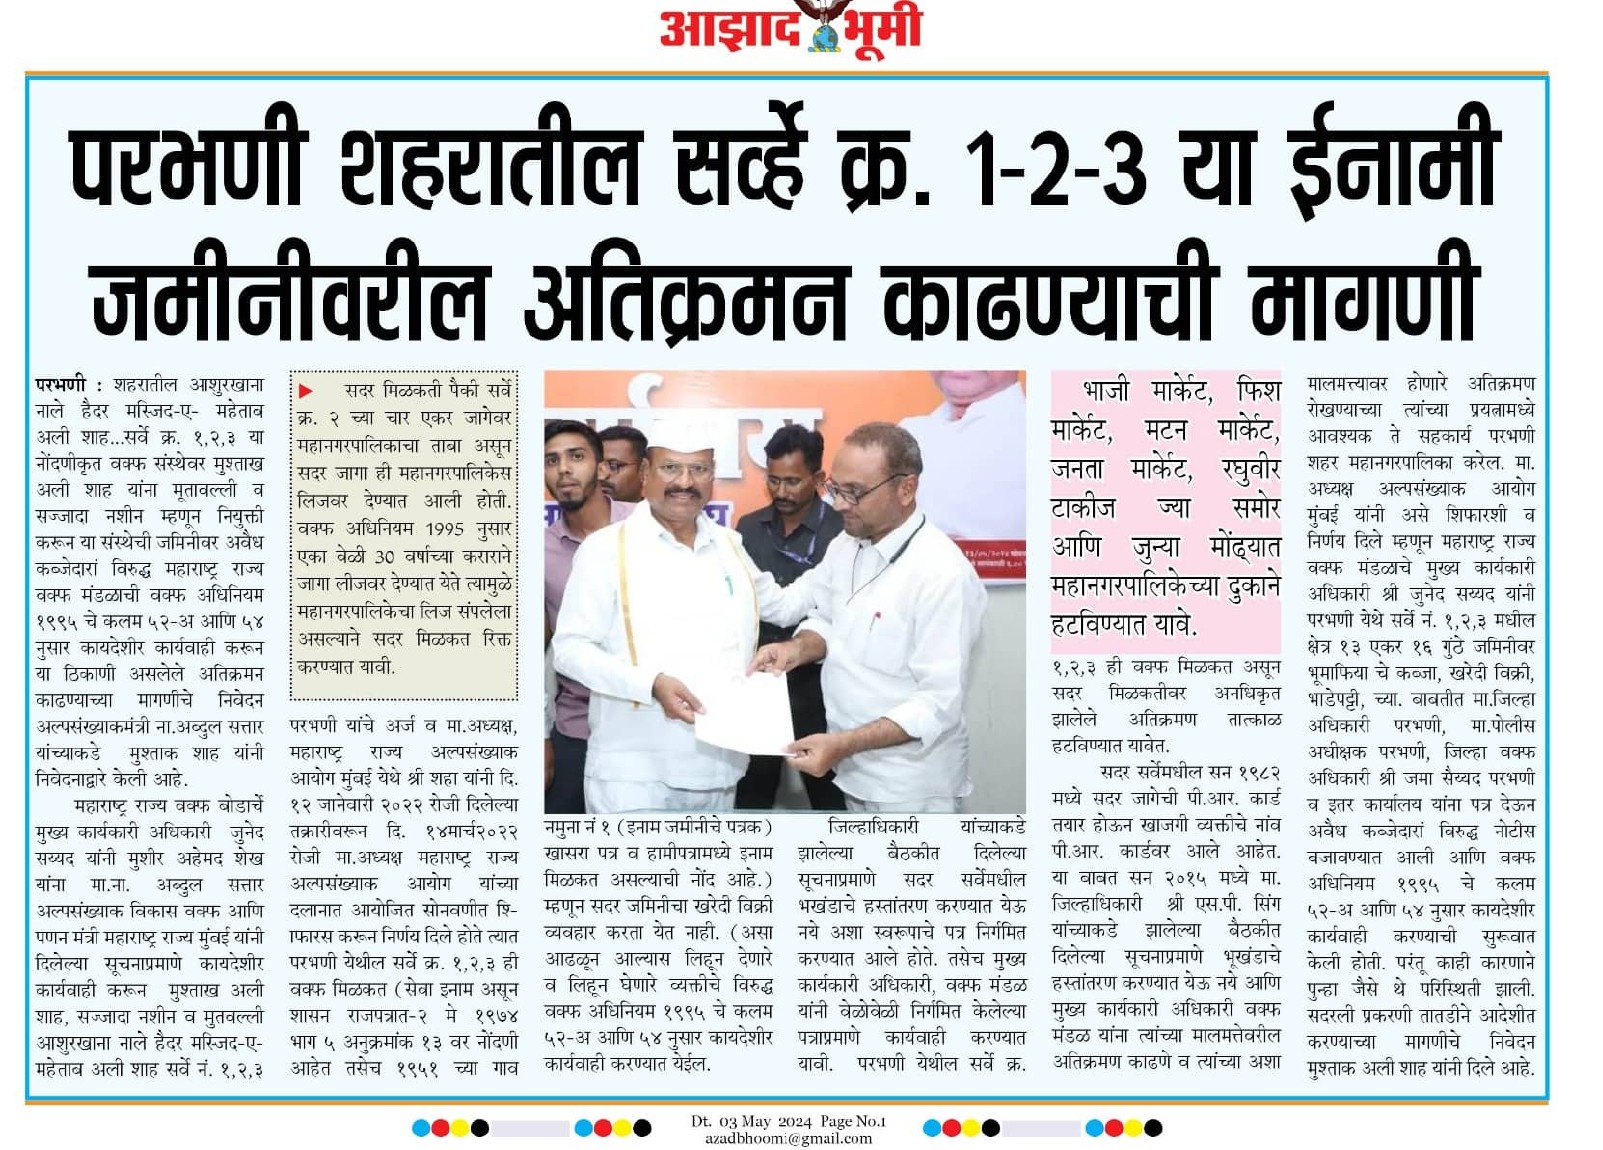 आझाद भूमी
परभणी शहरातील सर्व्हे क्र. 1-2-3 या ईनामी
जमीनीवरील अतिक्रमन काढण्याची मागणी
परभणी : शहरातील आशुरखाना
नाले हैदर मस्जिद-ए- महेताब
अली शाह...सर्वे क्र. १,२,३ या
नोंदणीकृत वक्फ संस्थेवर मुश्ताख
अली शाह यांना मूतावल्ली व
सज्जादा नशीन म्हणून नियुक्ती
करून या संस्थेची जमिनीवर अवैध
कब्जेदारां विरुद्ध महाराष्ट्र राज्य
वक्फ मंडळाची वक्फ अधिनियम
१९९५ चे कलम ५२-अ आणि ५४
नुसार कायदेशीर कार्यवाही करून
या ठिकाणी असलेले अतिक्रमन
काढण्याच्या मागणीचे निवेदन
अल्पसंख्याकमंत्री ना.अब्दुल सत्तार
यांच्याकडे मुश्ताक शाह यांनी
निवेदनाद्वारे केली आहे.
महाराष्ट्र राज्य वक्फ बोडार्चे
मुख्य कार्यकारी अधिकारी जुनेद
सय्यद यांनी मुशीर अहेमद शेख
यांना मा.ना. अब्दुल सत्तार
अल्पसंख्याक विकास वक्फ आणि
पणन मंत्री महाराष्ट्र राज्य मुंबई यांनी
दिलेल्या सूचनाप्रमाणे कायदेशीर
कार्यवाही करून मुश्ताख अली
शाह, सज्जादा नशीन व मुतवल्ली
आशुरखाना नाले हैदर मस्जिद-ए-
महेताब अली शाह सर्वे नं. १,२,३
सदर मिळकती पैकी सर्वे
क्र. २ च्या चार एकर जागेवर
महानगरपालिकाचा ताबा असून
सदर जागा ही महानगरपालिकेस
लिजवर देण्यात आली होती.
वक्फ अधिनियम 1995 नुसार
एका वेळी 30 वर्षाच्या कराराने
जागा लीजवर देण्यात येते त्यामुळे
महानगरपालिकेचा लिज संपलेला
असल्याने सदर मिळकत रिक्त
करण्यात यावी.
परभणी यांचे अर्ज व मा.अध्यक्ष,
महाराष्ट्र राज्य अल्पसंख्याक
आयोग मुंबई येथे श्री शहा यांनी दि.
१२ जानेवारी २०२२ रोजी दिलेल्या
तक्रारीवरून दि. १४मार्च२०२२
रोजी मा.अध्यक्ष महाराष्ट्र राज्य
अल्पसंख्याक आयोग यांच्या
दलानात आयोजित सोनवणीत शि-
ाफारस करून निर्णय दिले होते त्यात
परभणी येथील सर्वे क्र. १,२,३ ही
वक्फ मिळकत (सेवा इनाम असून
शासन राजपत्रात-२ मे १९७४
भाग ५ अनुक्रमांक १३ वर नोंदणी
आहेत तसेच १९५१ च्या गाव
नमुना नं १ (इनाम जमीनीचे पत्रक)
खासरा पत्र व हामीपत्रामध्ये इनाम
मिळकत असल्याची नोंद आहे.)
म्हणून सदर जमिनीचा खरेदी विक्री
व्यवहार करता येत नाही. (असा
आढळून आल्यास लिहून देणारे
व लिहून घेणारे व्यक्तीचे विरुद्ध
वक्फ अधिनियम १९९५ चे कलम
५२-अ आणि ५४ नुसार कायदेशीर
कार्यवाही करण्यात येईल.
जिल्हाधिकारी यांच्याकडे
झालेल्या बैठकीत दिलेल्या
सूचनाप्रमाणे सदर सर्वेमधील
भखंडाचे हस्तांतरण करण्यात येऊ
नये अशा स्वरूपाचे पत्र निर्गमित
करण्यात आले होते. तसेच मुख्य
कार्यकारी अधिकारी, वक्फ मंडळ
यांनी वेळोवेळी निर्गमित केलेल्या
पत्राप्रमाणे कार्यवाही करण्यात
यावी. परभणी येथील सर्वे क्र.
भाजी मार्केट, फिश
मार्केट, मटन मार्केट,
जनता मार्केट, रघुवीर
टाकीज ज्या समोर
आणि जुन्या मोंढ्यात
महानगरपालिकेच्या दुकाने
हटविण्यात यावे.
१,२,३ ही वक्फ मिळकत असून
सदर मिळकतीवर अनधिकृत
झालेले अतिक्रमण तात्काळ
हटविण्यात यावेत.
सदर सर्वेमधील सन १९८२
मध्ये सदर जागेची पी.आर. कार्ड
तयार होऊन खाजगी व्यक्तीचे नांव
पी.आर. कार्डवर आले आहेत.
या बाबत सन २०१५ मध्ये मा.
जिल्हाधिकारी श्री एस.पी. सिंग
यांच्याकडे झालेल्या बैठकीत
दिलेल्या सूचनाप्रमाणे भूखंडाचे
हस्तांतरण करण्यात येऊ नये आणि
मुख्य कार्यकारी अधिकारी वक्फ
मंडळ यांना त्यांच्या मालमत्तेवरील
अतिक्रमण काढणे व त्यांच्या अशा
मालमत्त्यावर होणारे अतिक्रमण
रोखण्याच्या त्यांच्या प्रयत्नामध्ये
आवश्यक ते सहकार्य परभणी
शहर महानगरपालिका करेल. मा.
अध्यक्ष अल्पसंख्याक आयोग
मुंबई यांनी असे शिफारशी व
निर्णय दिले म्हणून महाराष्ट्र राज्य
वक्फ मंडळाचे मुख्य कार्यकारी
अधिकारी श्री जुनेद सय्यद यांनी
परभणी येथे सर्वे नं. १,२,३ मधील
क्षेत्र १३ एकर १६ गुंठे जमिनीवर
भूमाफिया चे कब्जा, खरेदी विक्री,
भाडेपट्टी, च्या. बाबतीत मा.जिल्हा
अधिकारी परभणी, मा.पोलीस
अधीक्षक परभणी, जिल्हा वक्फ
अधिकारी श्री जमा सैय्यद परभणी
व इतर कार्यालय यांना पत्र देऊन
अवैध कब्जेदारां विरुद्ध नोटीस
बजावण्यात आली आणि वक्फ
अधिनियम १९९५ चे कलम
५२-अ आणि ५४ नुसार कायदेशीर
कार्यवाही करण्याची सुरूवात
केली होती. परंतू काही कारणाने
पुन्हा जैसे थे परिस्थिती झाली.
सदरली प्रकरणी तातडीने आदेशीत
करण्याच्या मागणीचे निवेदन
मुश्ताक अली शाह यांनी दिले आहे.
Dt. 03 May 2024 Page No.1
azadbhoomi@gmail.com